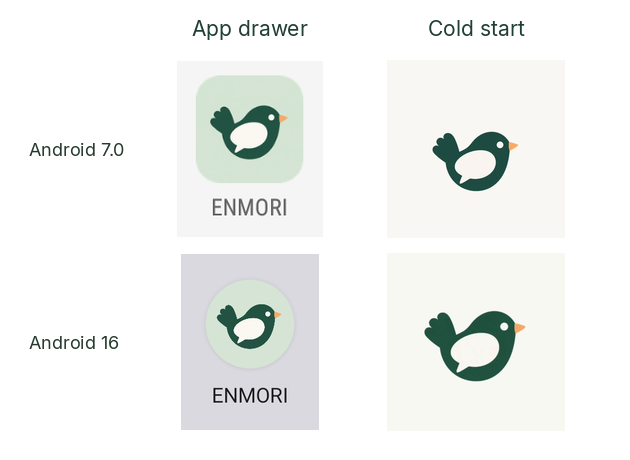 App drawer
Cold start
Android 7.0
ENMORI
Android 16
ENMORI